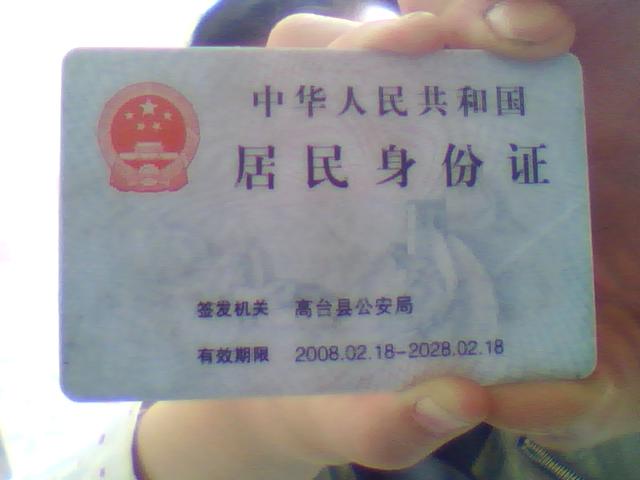 中华人民共和国
居民身份证
签发机关 高台县公安局
有效期限 2008.02.18-2028.02.18